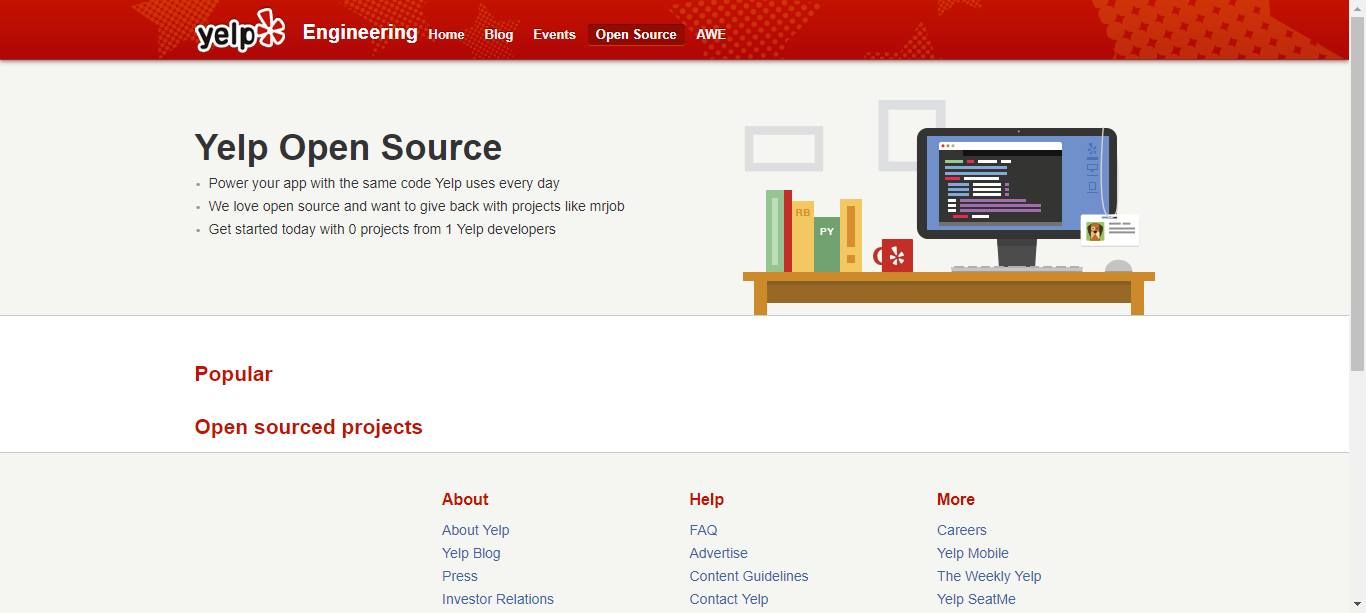 yelp Engineering Home Blog Events Open Source AWE
Yelp Open Source
Power your app with the same code Yelp uses every day
We love open source and want to give back with projects like mrjob
Get started today with 0 projects from 1 Yelp developers
RB
PY
Popular
Open sourced projects
About
About Yelp
Yelp Blog
Press
Investor Relations
Help
FAQ
Advertise
Content Guidelines
Contact Yelp
More
Careers
Yelp Mobile
The Weekly Yelp
Yelp SeatMe